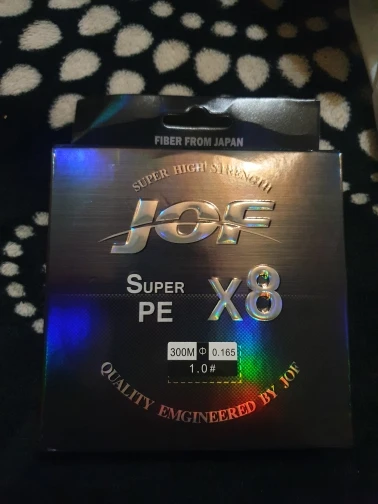 FIBER FROM JAPAN
SUPER HIGH STRENGTH
JOF
SUPER
PE
X8
300M Φ 0.165
1.0#
QUALITY EMGINEERED BY JOF